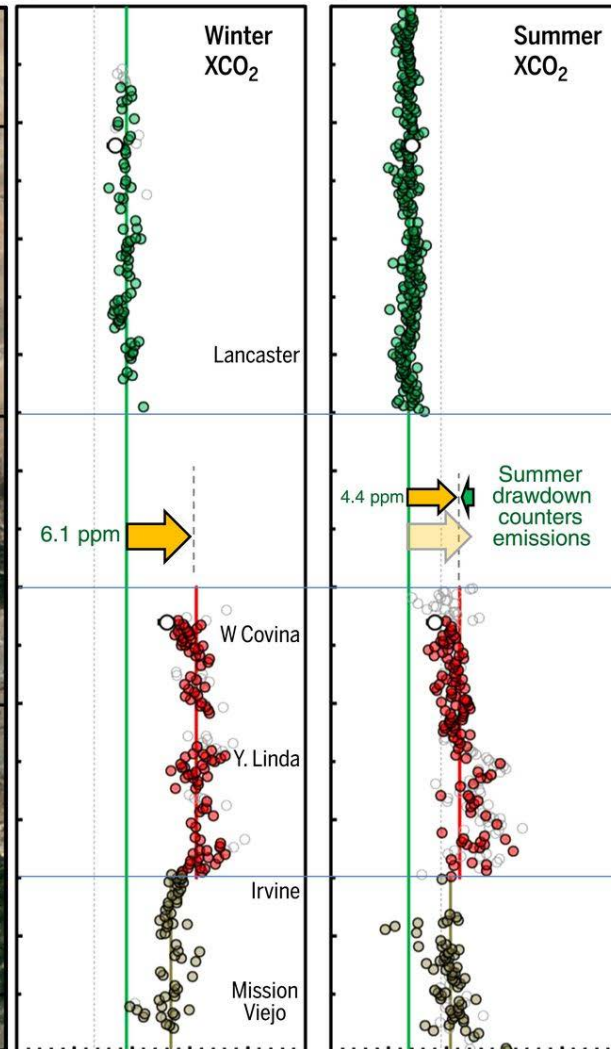 Winter
XCO₂
Lancaster
6.1 ppm
W Covina
Y. Linda
Irvine
Mission
Viejo
Summer
XCO₂
4.4 ppm
Summer
drawdown
counters
emissions